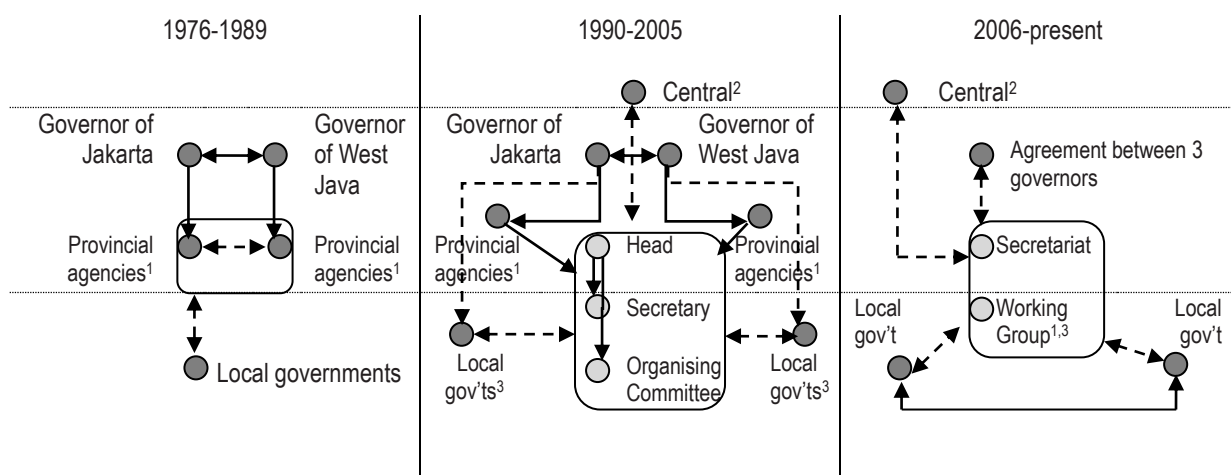 1976-1989
Governor of
Jakarta
Governor
of West
Java
Provincial
agencies1
Provincial
agencies1
Local governments
1990-2005
Central2
Governor of
Jakarta
Governor of
West Java
Provincial
agencies1
Head
Provincial
agencies1
Secretary
Local
gov'ts3
Organising
Committee
Local
gov'ts3
2006-present
Central2
Agreement between 3
governors
Secretariat
Local
gov't
Working
Group1,3
Local
gov't